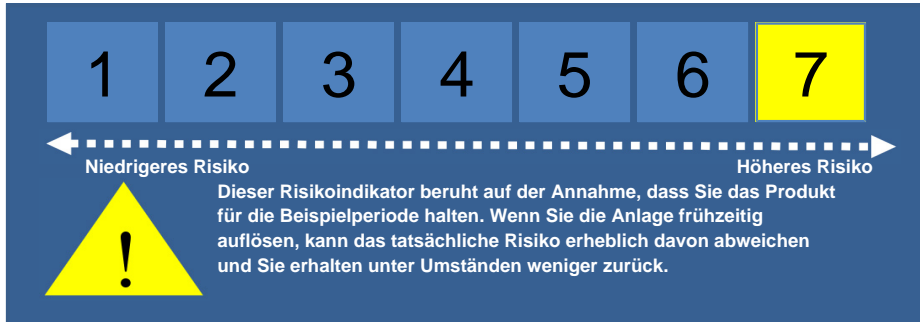 1 2 3 4 5 6 7
Niedrigeres Risiko Höheres Risiko
Dieser Risikoindikator beruht auf der Annahme, dass Sie das Produkt
für die Beispielperiode halten. Wenn Sie die Anlage frühzeitig
auflösen, kann das tatsächliche Risiko erheblich davon abweichen
und Sie erhalten unter Umständen weniger zurück.
!